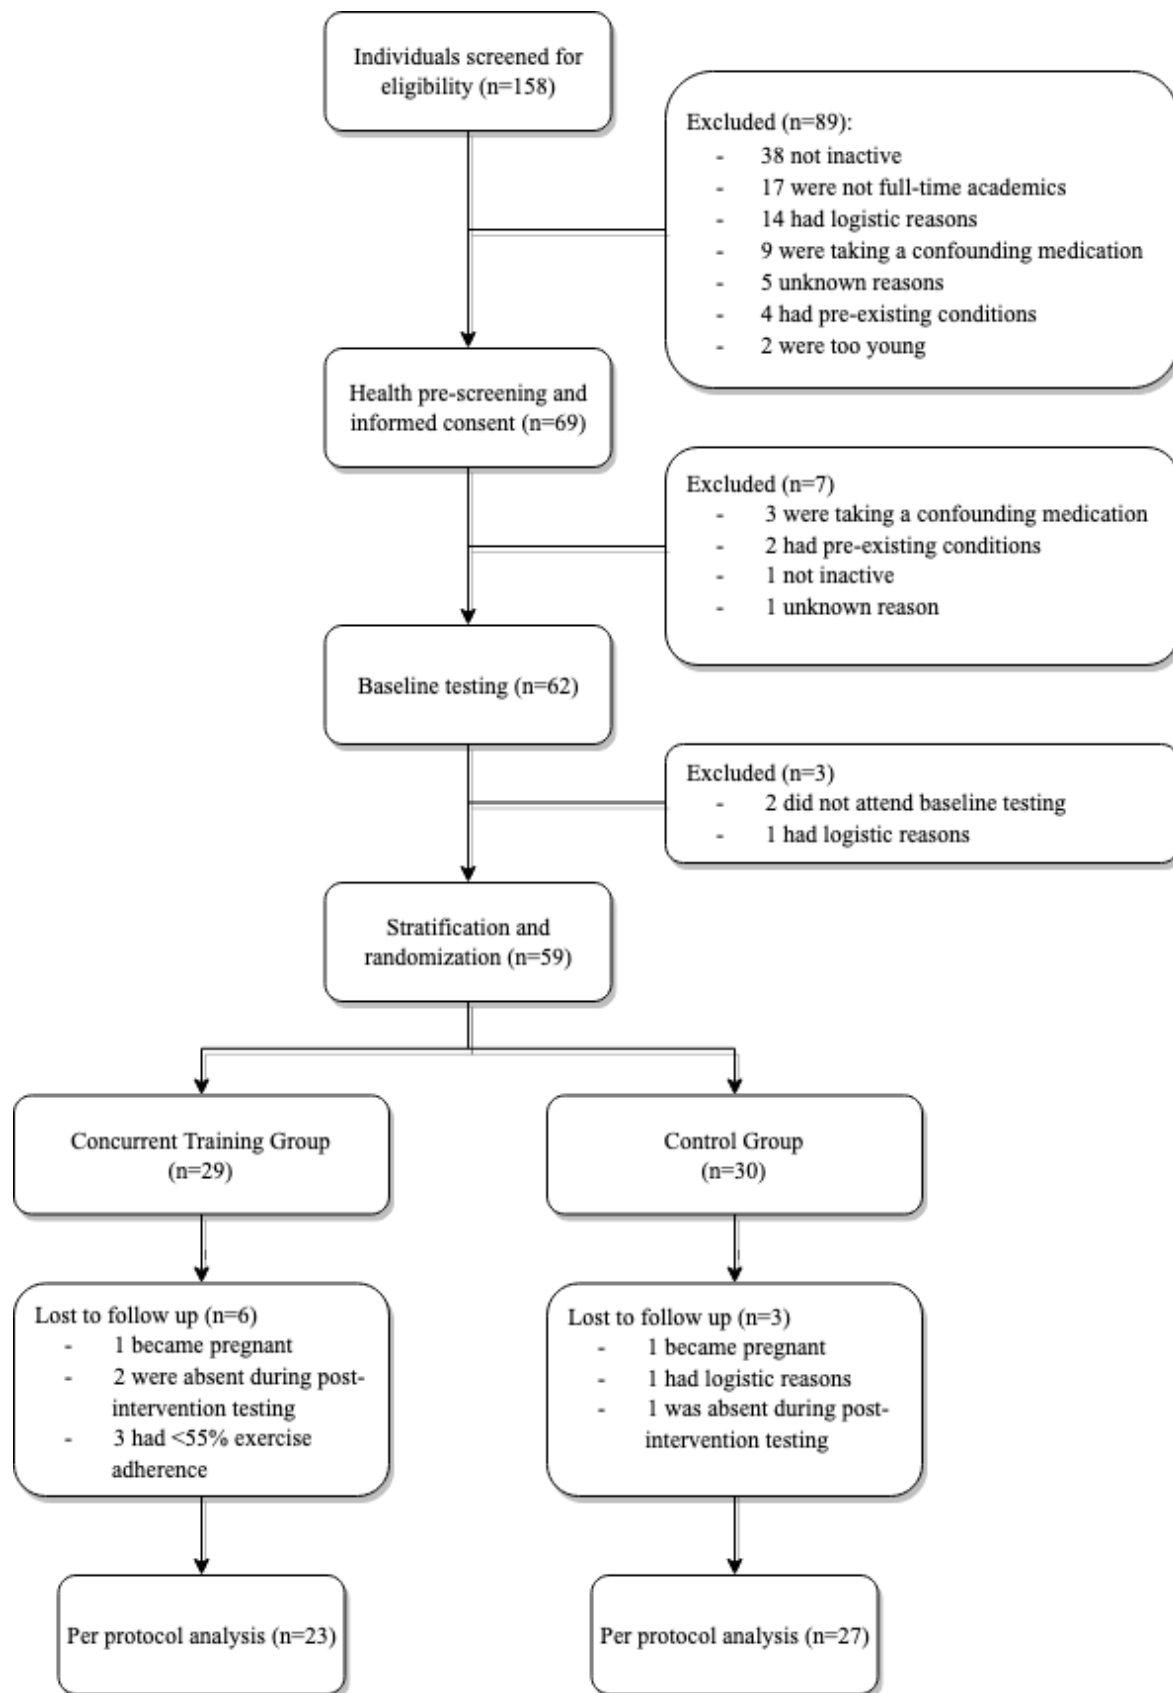 Individuals screened for
eligibility (n=158)
Excluded (n=89):
- 38 not inactive
- 17 were not full-time academics
- 14 had logistic reasons
- 9 were taking a confounding medication
- 5 unknown reasons
- 4 had pre-existing conditions
- 2 were too young
Health pre-screening and
informed consent (n=69)
Excluded (n=7)
- 3 were taking a confounding medication
- 2 had pre-existing conditions
- 1 not inactive
- 1 unknown reason
Baseline testing (n=62)
Excluded (n=3)
- 2 did not attend baseline testing
- 1 had logistic reasons
Stratification and
randomization (n=59)
Concurrent Training Group
(n=29)
Control Group
(n=30)
Lost to follow up (n=6)
- 1 became pregnant
- 2 were absent during post-
intervention testing
- 3 had <55% exercise
adherence
Lost to follow up (n=3)
- 1 became pregnant
- 1 had logistic reasons
- 1 was absent during post-
intervention testing
Per protocol analysis (n=23)
Per protocol analysis (n=27)